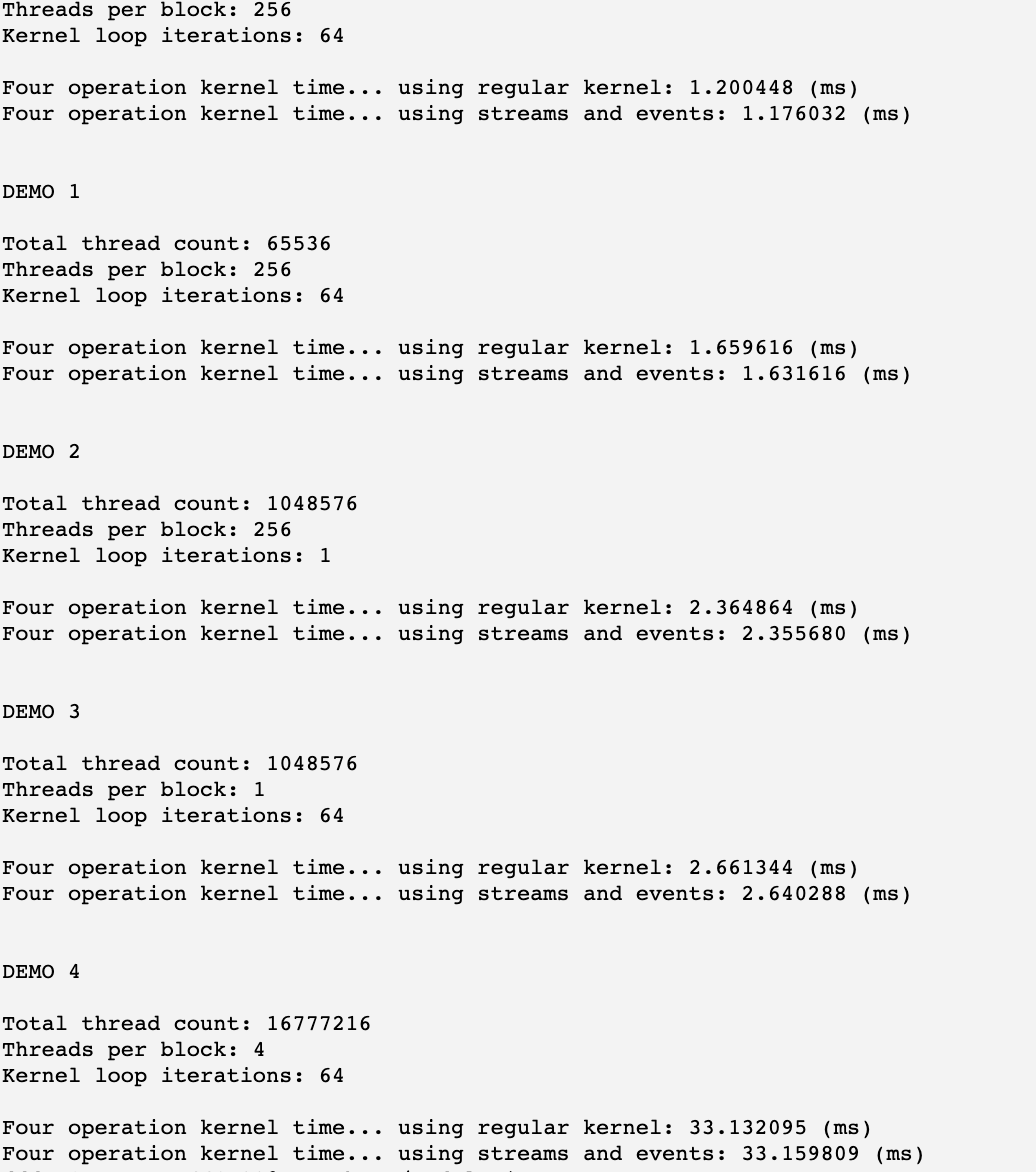 Threads per block: 256
Kernel loop iterations: 64
Four operation kernel time... using regular kernel: 1.200448 (ms)
Four operation kernel time... using streams and events: 1.176032 (ms)
DEMO 1
Total thread count: 65536
Threads per block: 256
Kernel loop iterations: 64
Four operation kernel time... using regular kernel: 1.659616 (ms)
Four operation kernel time... using streams and events: 1.631616 (ms)
DEMO 2
Total thread count: 1048576
Threads per block: 256
Kernel loop iterations: 1
Four operation kernel time... using regular kernel: 2.364864 (ms)
Four operation kernel time... using streams and events: 2.355680 (ms)
DEMO 3
Total thread count: 1048576
Threads per block: 1
Kernel loop iterations: 64
Four operation kernel time... using regular kernel: 2.661344 (ms)
Four operation kernel time... using streams and events: 2.640288 (ms)
DEMO 4
Total thread count: 16777216
Threads per block: 4
Kernel loop iterations: 64
Four operation kernel time... using regular kernel: 33.132095 (ms)
Four operation kernel time... using streams and events: 33.159809 (ms)